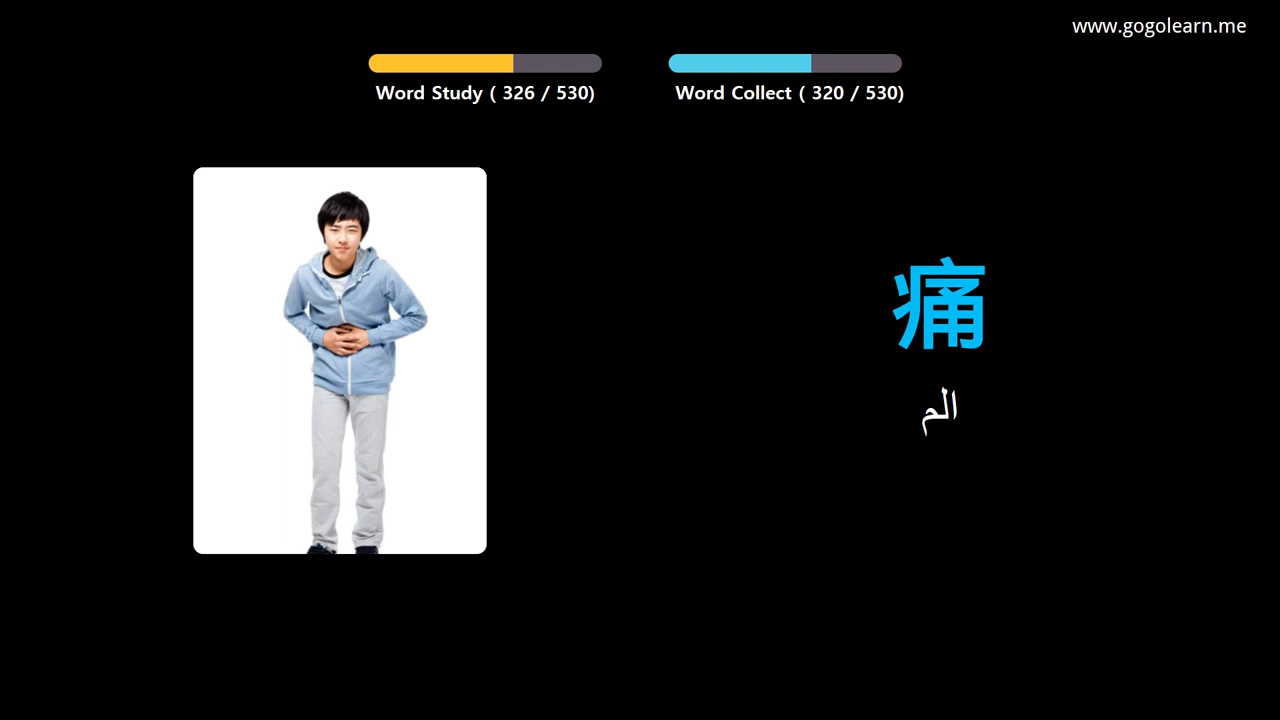 www.gogolearn.me
Word Study ( 326 / 530)
Word Collect ( 320 / 530)
痛
الم